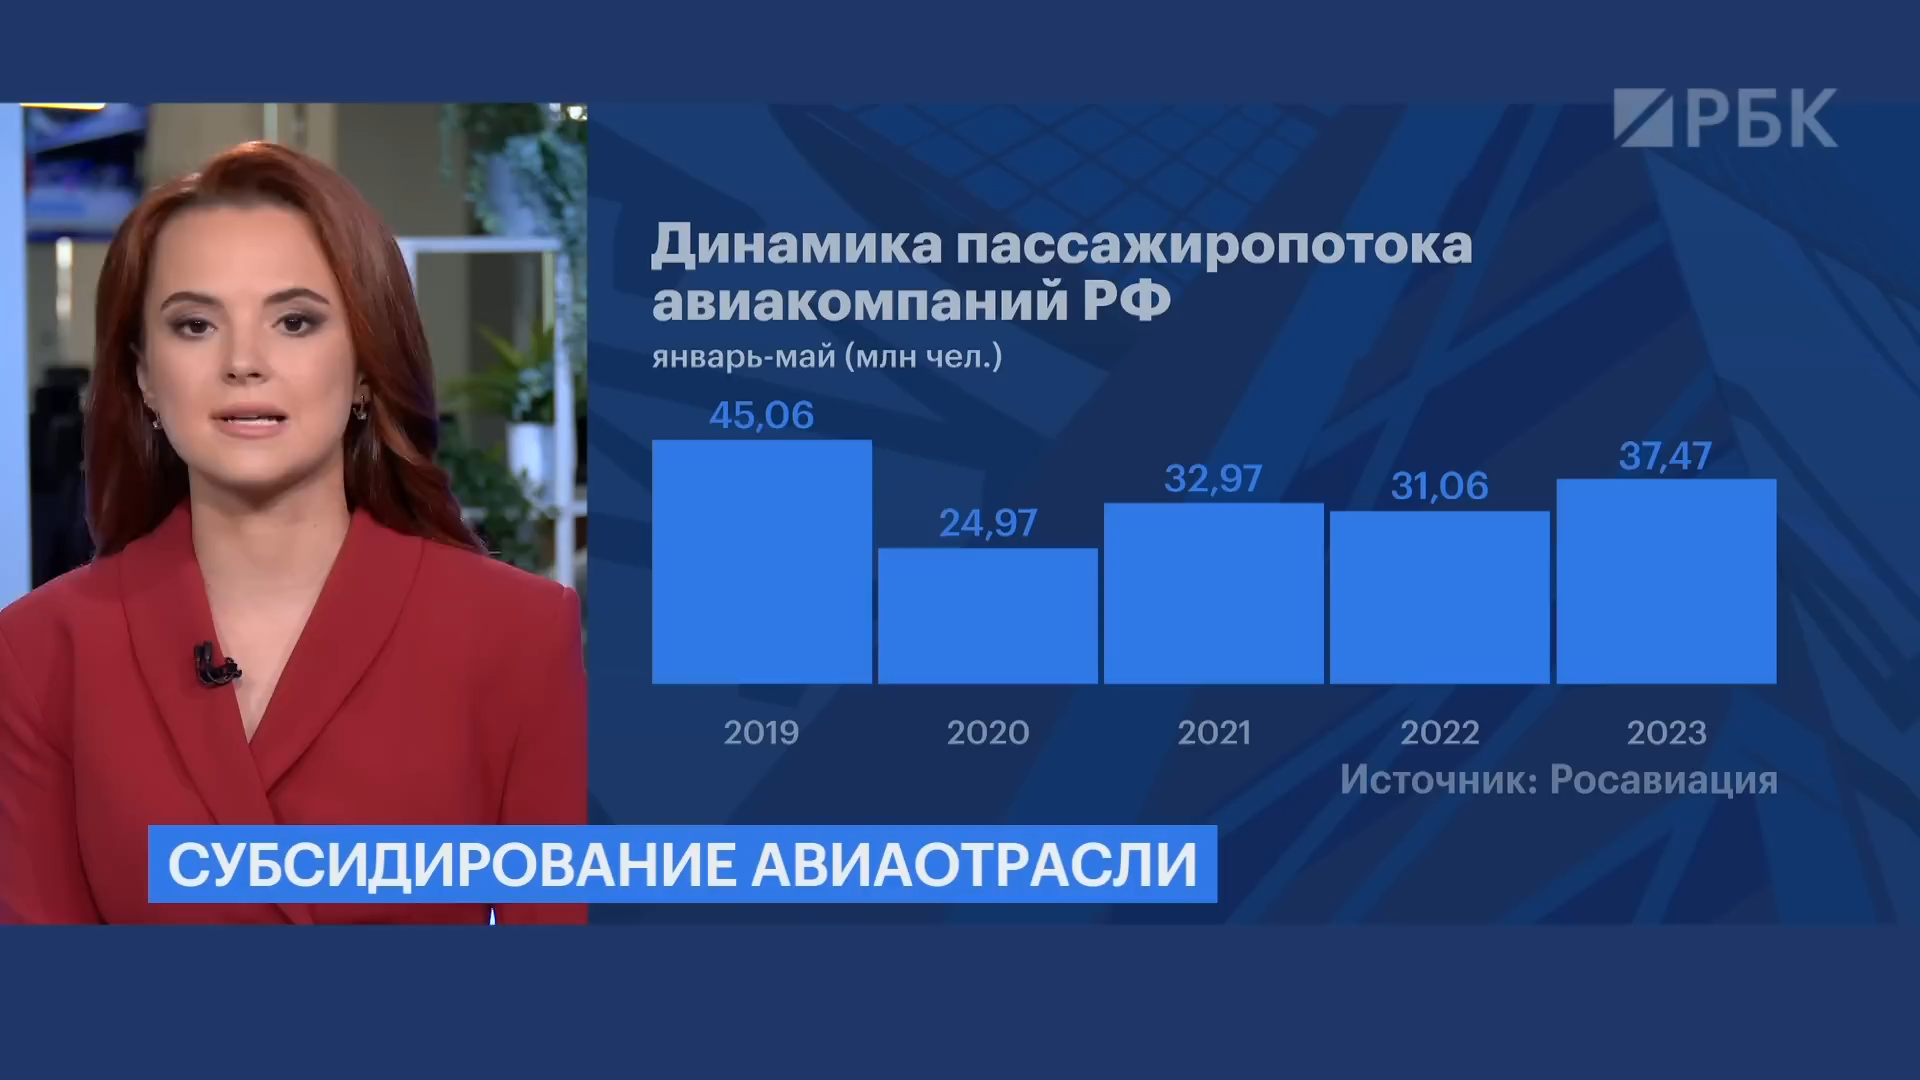 РБК
Динамика пассажиропотока
авиакомпаний РФ
январь-май (млн чел.)
45,06
24,97
32,97
31,06
37,47
2019
2020
2021
2022
2023
Источник: Росавиация
СУБСИДИРОВАНИЕ АВИАОТРАСЛИ